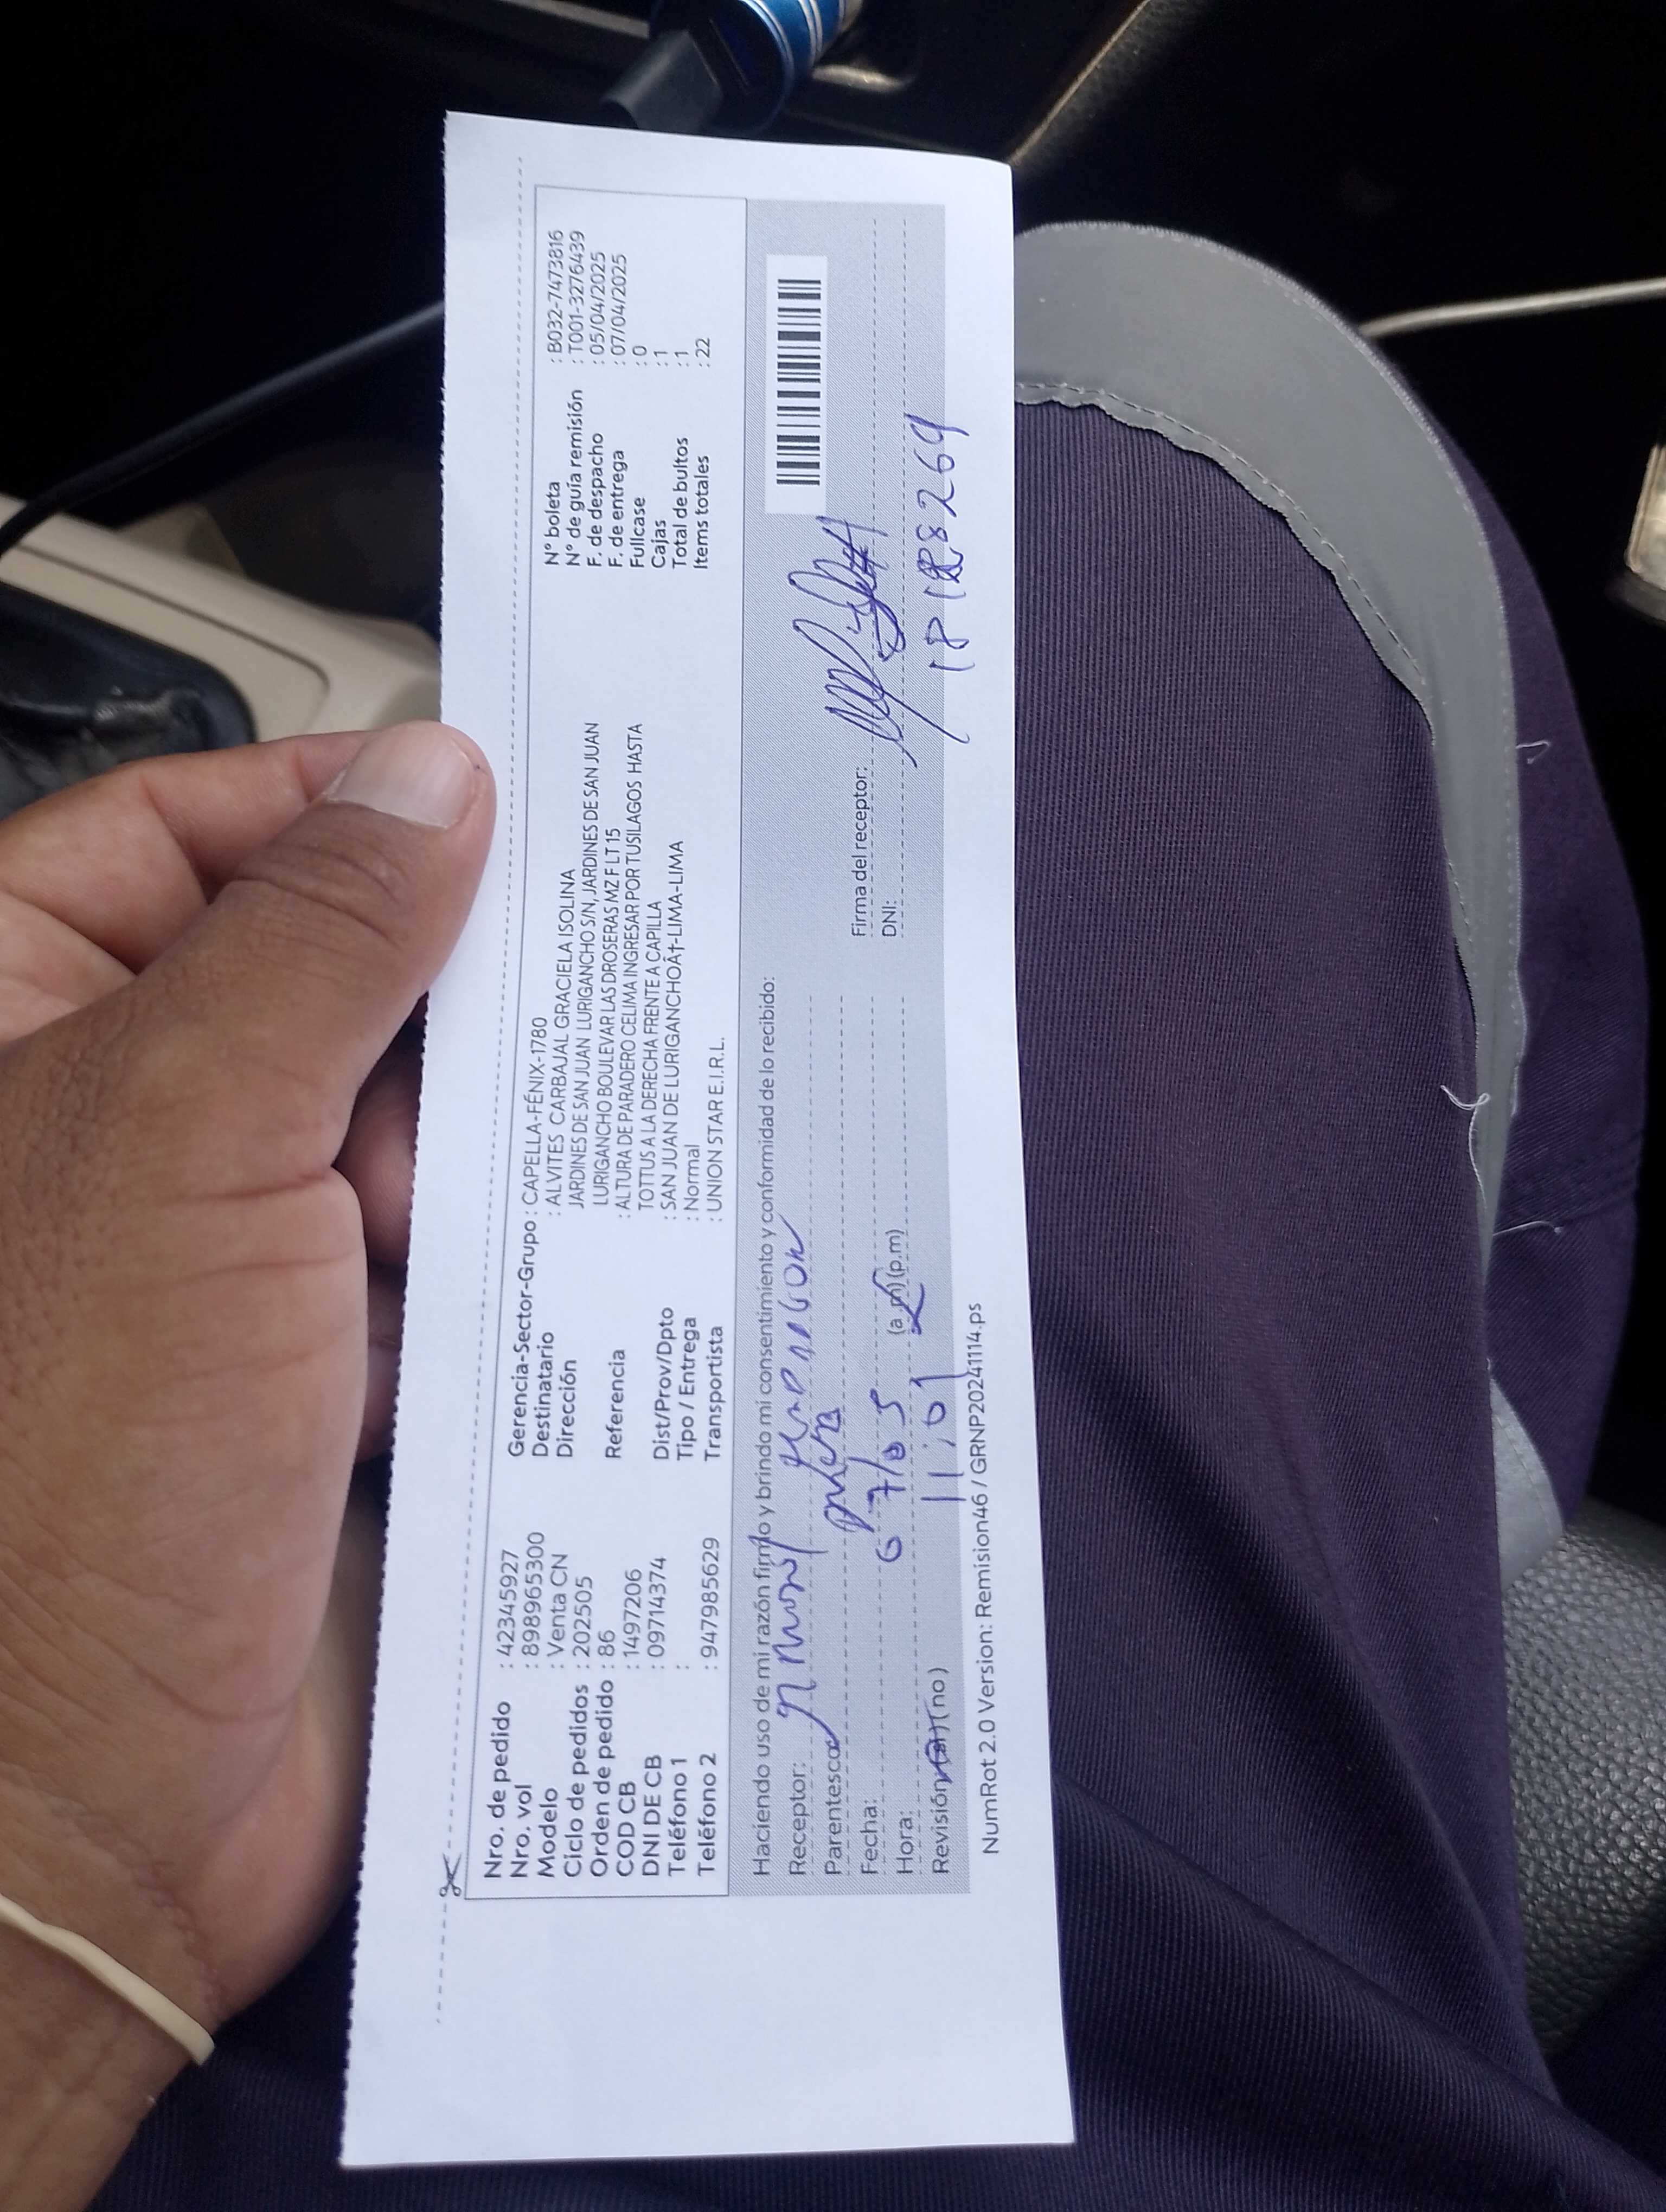 Nro. de pedido : 42345927
Nro. vol : 898965300
Modelo : Venta CN
Ciclo de pedidos : 202505
Orden de pedido : 86
COD CB : 1497206
DNI DE CB : 09714374
Teléfono 1 :
Teléfono 2 : 947985629
Gerencia-Sector-Grupo : CAPELLA-FÉNIX-1780
Destinatario : ALVITES CARBAJAL GRACIELA ISOLINA
Dirección JARDINES DE SAN JUAN LURIGANCHO S/N, JARDINES DE SAN JUAN
LURIGANCHO BOULEVAR LAS DROSERAS MZ F LT 15
Referencia : ALTURA DE PARADERO CELIMA INGRESAR POR TUSILAGOS HASTA
TOTTUS A LA DERECHA FRENTE A CAPILLA
Dist/Prov/Dpto : SAN JUAN DE LURIGANCHOÂ†-LIMA-LIMA
Tipo / Entrega : Normal
Transportista : UNION STAR E.I.R.L.
N° boleta : B032-7473816
N° de guía remisión : T001-3276439
F. de despacho : 05/04/2025
F. de entrega : 07/04/2025
Fullcase : 0
Cajas : 1
Total de bultos : 1
Items totales : 22
Haciendo uso de mi razón firmo y brindo mi consentimiento y conformidad de lo recibido:
Receptor:
Parentesco
Fecha:
Hora: 11:01 (a.m) (p.m)
Revisión (no)
Firma del receptor:
DNI:
NumRot 2.0 Version: Remision46 / GRNP20241114.ps